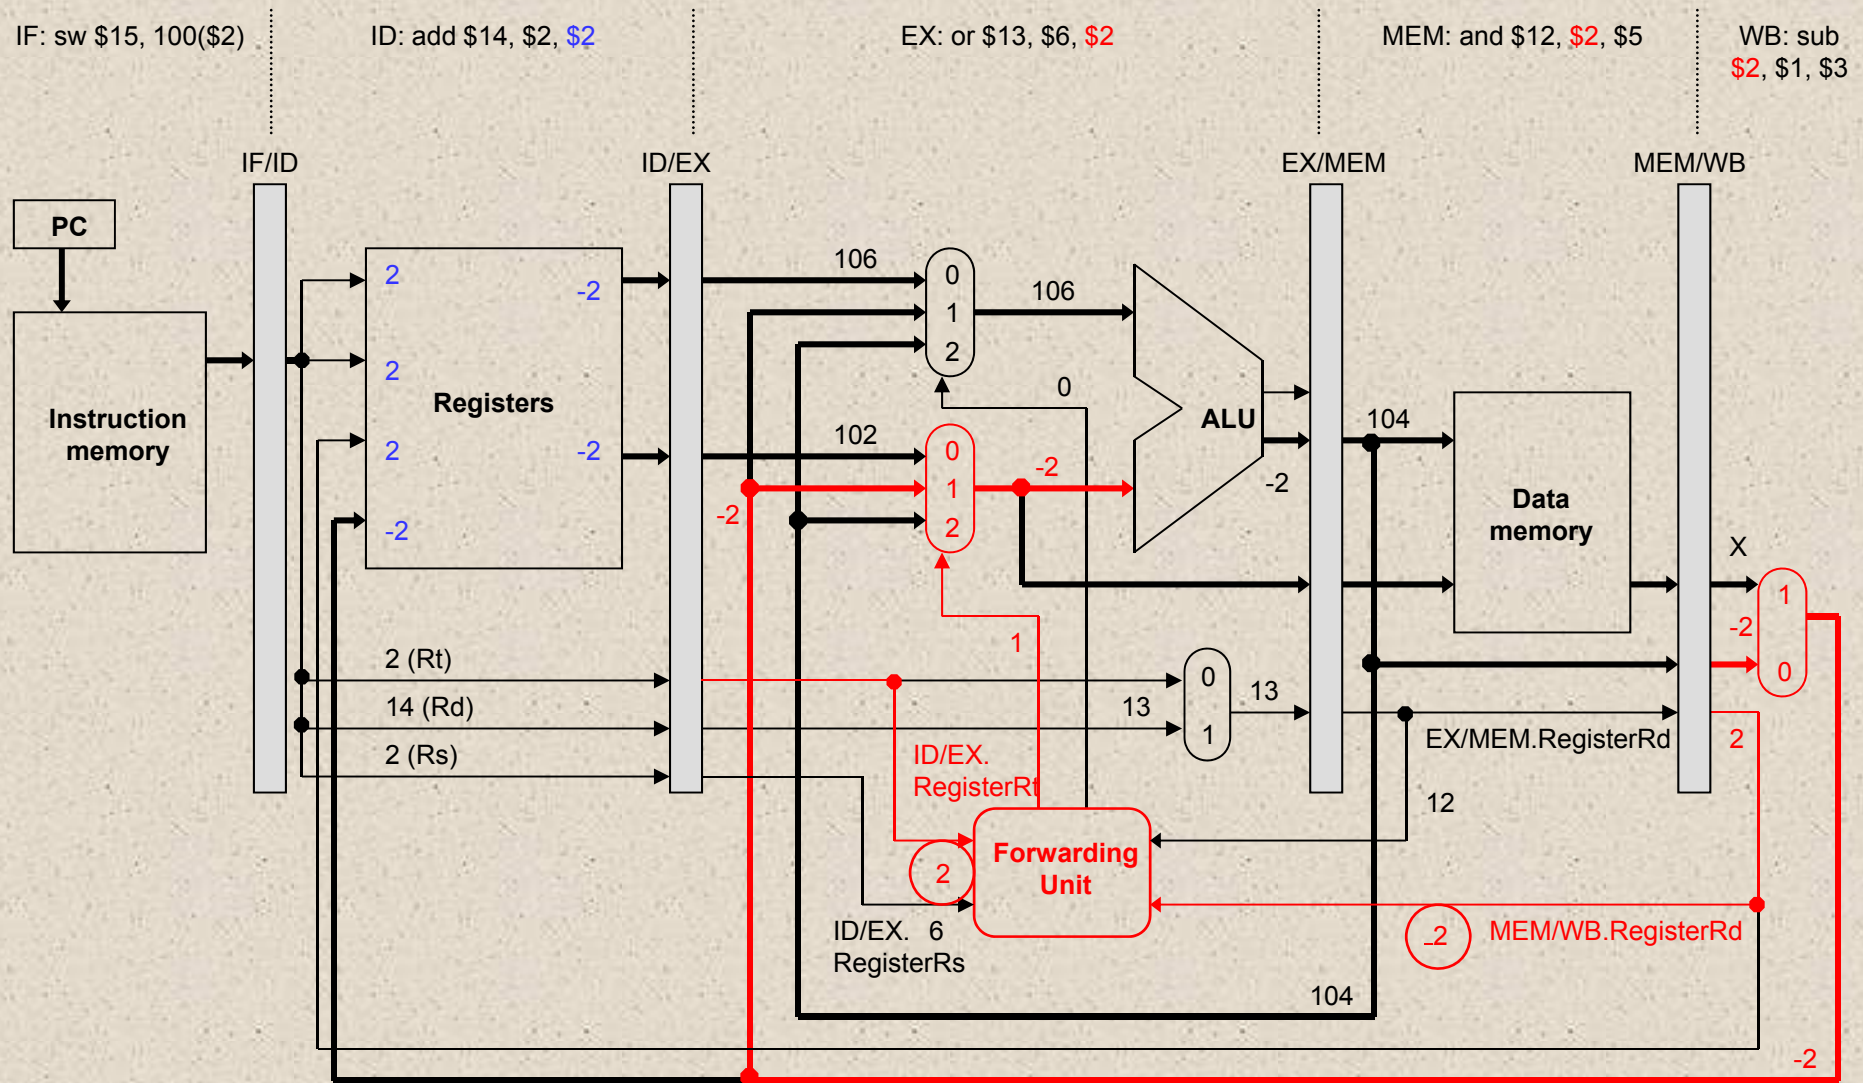 IF: sw $15, 100($2)
ID: add $14, $2, $2
EX: or $13, $6, $2
MEM: and $12, $2, $5
WB: sub
$2, $1, $3
IF/ID
ID/EX
EX/MEM
MEM/WB
PC
Instruction
memory
2
2
2
-2
Registers
-2
-2
106
102
0
1
2
106
0
0
1
2
-2
-2
1
ALU
-2
104
Data
memory
X
-2
1
0
2 (Rt)
14 (Rd)
2 (Rs)
13
0
1
13
EX/MEM.RegisterRd
2
12
ID/EX.
RegisterRt
2
Forwarding
Unit
ID/EX. 6
RegisterRs
2
MEM/WB.RegisterRd
104
-2